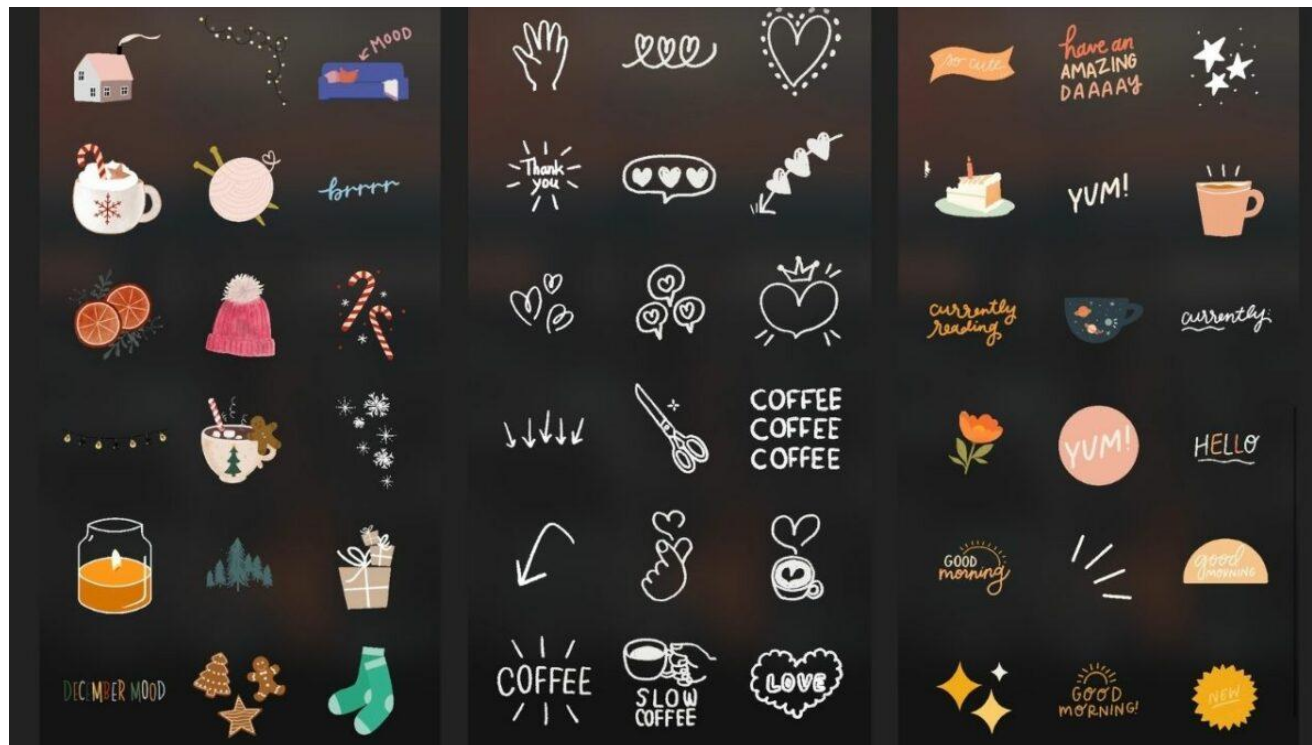 MOOD
brrrr
DECEMBER MOOD
Thank
you
COFFEE
COFFEE
COFFEE
COFFEE
SLOW
COFFEE
LOVE
so cute
have an
AMAZING
DAAAAY
YUM!
currently
reading
currently
YUM!
HELLO
GOOD
morning
good
MORNING
GOOD
MORNING!
NEW